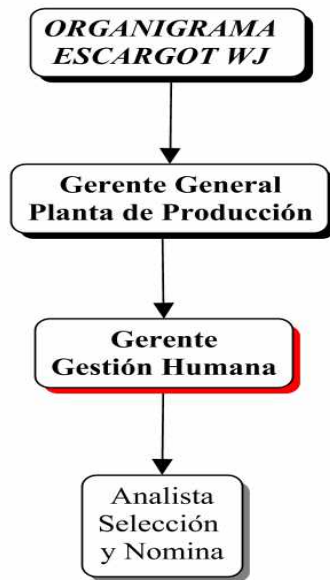 ORGANIGRAMA
ESCARGOT WJ
Gerente General
Planta de Producción
Gerente
Gestión Humana
Analista
Selección
y Nomina